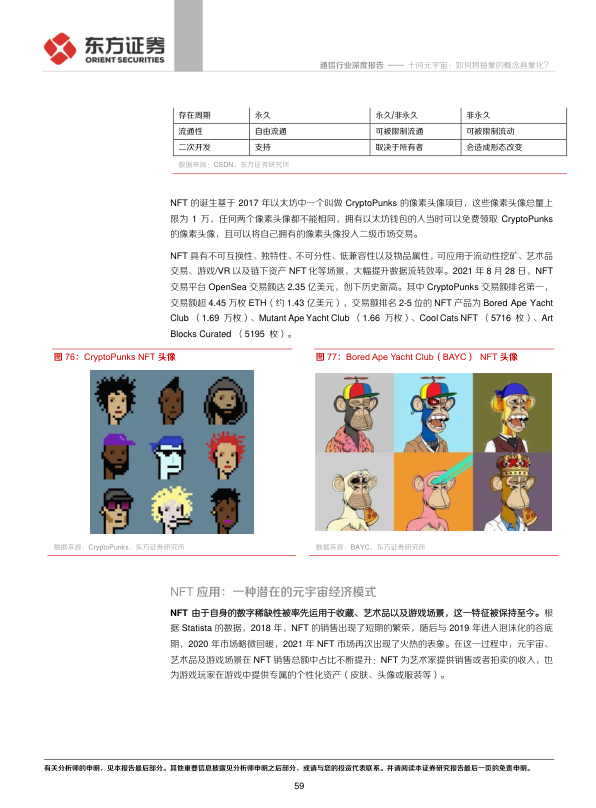 东方证券
ORIENT SECURITIES
通信行业深度报告 —— 十问元宇宙：如何将抽象的概念具象化？
存在周期 永久 永久/非永久 非永久
流通性 自由流通 可被限制流通 可被限制流动
二次开发 支持 取决于所有者 会造成形态改变
数据来源：CSDN、东方证券研究所
NFT 的诞生基于 2017 年以太坊中一个叫做 CryptoPunks 的像素头像项目，这些像素头像总量上
限为 1 万，任何两个像素头像都不能相同，拥有以太坊钱包的人当时可以免费领取 CryptoPunks
的像素头像，且可以将自己拥有的像素头像投入二级市场交易。
NFT 具有不可互换性、独特性、不可分性、低兼容性以及物品属性，可应用于流动性挖矿、艺术品
交易、游戏/VR 以及链下资产 NFT 化等场景，大幅提升数据流转效率。2021 年 8 月 28 日，NFT
交易平台 OpenSea 交易额达 2.35 亿美元，创下历史新高。其中 CryptoPunks 交易额排名第一，
交易额超 4.45 万枚 ETH（约 1.43 亿美元），交易额排名 2-5 位的 NFT 产品为 Bored Ape Yacht
Club （1.69 万枚）、Mutant Ape Yacht Club （1.66 万枚）、Cool Cats NFT （5716 枚）、Art
Blocks Curated （5195 枚）。
图 76：CryptoPunks NFT 头像
图 77：Bored Ape Yacht Club（BAYC） NFT 头像
数据来源：CryptoPunks、东方证券研究所
数据来源：BAYC、东方证券研究所
NFT 应用：一种潜在的元宇宙经济模式
NFT 由于自身的数字稀缺性被率先运用于收藏、艺术品以及游戏场景，这一特征被保持至今。根
据 Statista 的数据，2018 年，NFT 的销售出现了短期的繁荣，随后与 2019 年进入泡沫化的谷底
期，2020 年市场略微回暖，2021 年 NFT 市场再次出现了火热的表象。在这一过程中，元宇宙、
艺术品及游戏场景在 NFT 销售总额中占比不断提升；NFT 为艺术家提供销售或者拍卖的收入，也
为游戏玩家在游戏中提供专属的个性化资产（皮肤、头像或服装等）。
有关分析师的申明，见本报告最后部分。其他重要信息披露见分析师申明之后部分，或请与您的投资代表联系。并请阅读本证券研究报告最后一页的免责申明。
59